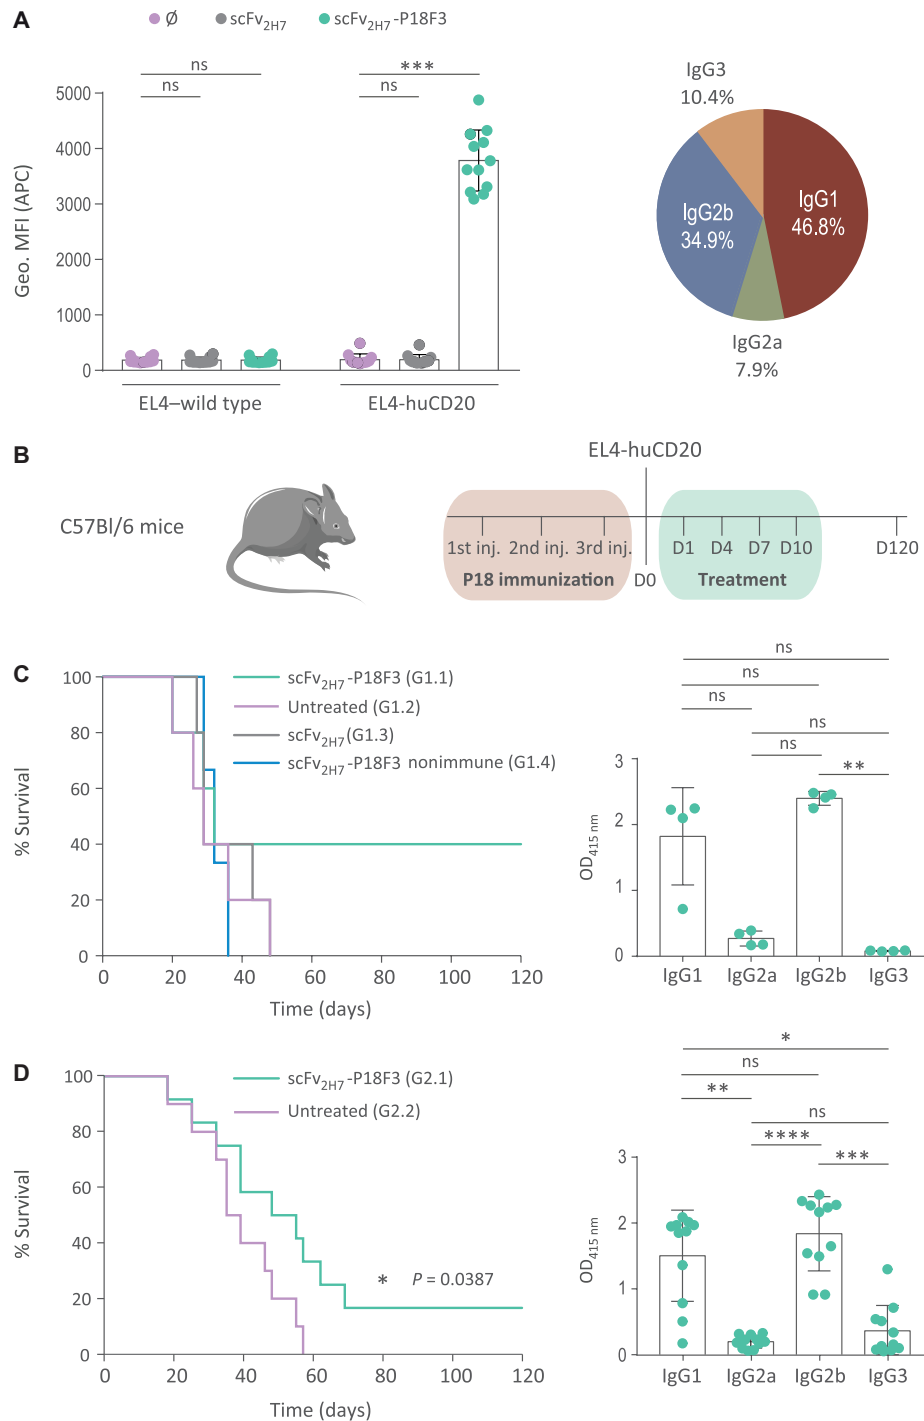 A
Ø scFv2H7 scFv2H7-P18F3
ns
ns
***
ns
Geo. MFI (APC)
5000
4000
3000
2000
1000
0
EL4–wild type
EL4-huCD20
IgG3
10.4%
IgG1
46.8%
IgG2b
34.9%
IgG2a
7.9%
B
C57Bl/6 mice
EL4-huCD20
1st inj. 2nd inj. 3rd inj.
P18 immunization
D0
D1 D4 D7 D10
Treatment
D120
C
% Survival
100
80
60
40
20
0
0 20 40 60 80 100 120
Time (days)
scFv2H7-P18F3 (G1.1)
Untreated (G1.2)
scFv2H7 (G1.3)
scFv2H7-P18F3 nonimmune (G1.4)
ns
ns
ns
ns
ns
**
OD415 nm
3
2
1
0
IgG1 IgG2a IgG2b IgG3
D
% Survival
100
80
60
40
20
0
0 20 40 60 80 100 120
Time (days)
scFv2H7-P18F3 (G2.1)
Untreated (G2.2)
* P = 0.0387
*
ns
**
ns
****
***
OD415 nm
3
2
1
0
IgG1 IgG2a IgG2b IgG3